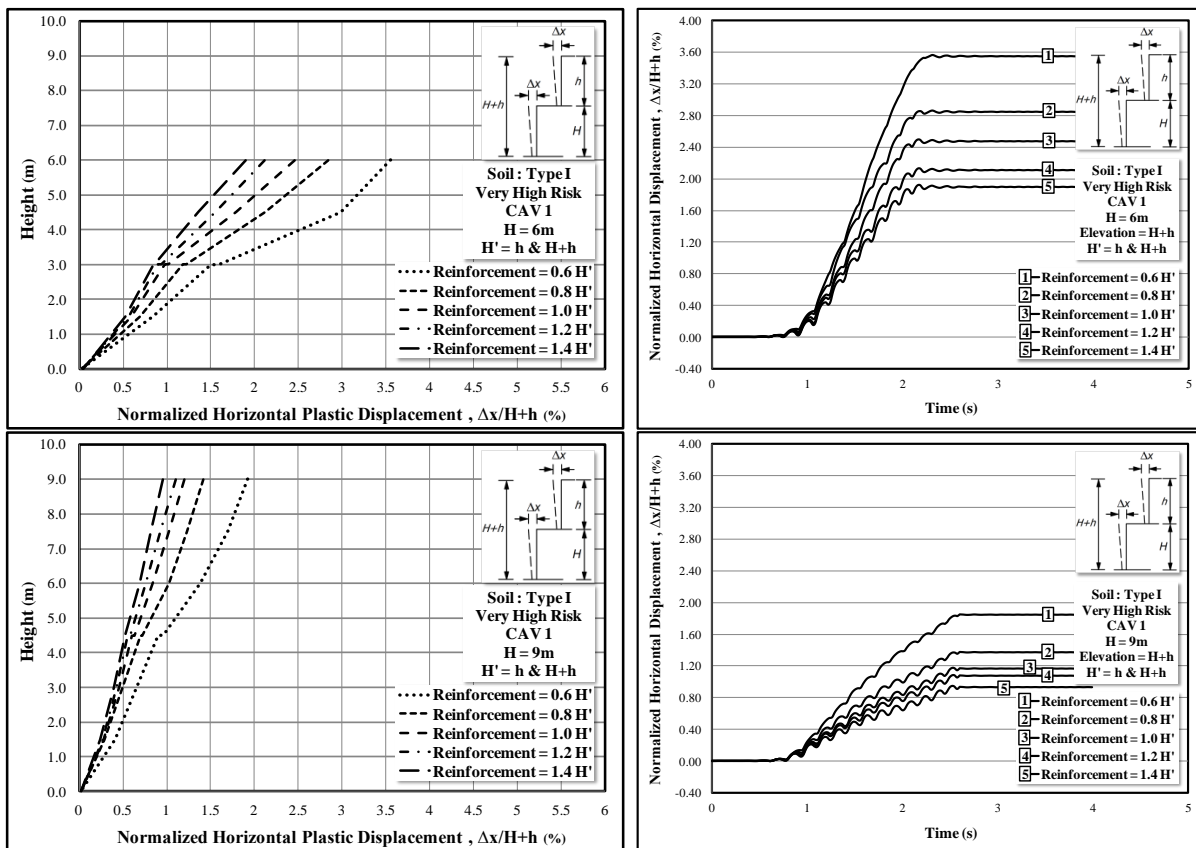 10.0
9.0
8.0
7.0
6.0
5.0
4.0
3.0
2.0
1.0
0.0
Height (m)
0
0.5
1
1.5
2
2.5
3
3.5
4
4.5
5
5.5
6
Normalized Horizontal Plastic Displacement , Δx/H+h (%)
Δx
Δx
H+h
h
H
Soil : Type I
Very High Risk
CAV 1
H = 6m
H' = h & H+h
Reinforcement = 0.6 H'
Reinforcement = 0.8 H'
Reinforcement = 1.0 H'
Reinforcement = 1.2 H'
Reinforcement = 1.4 H'
4.00
3.60
3.20
2.80
2.40
2.00
1.60
1.20
0.80
0.40
0.00
-0.40
Normalized Horizontal Displacement , Δx/H+h (%)
0
1
2
3
4
5
Time (s)
1
2
3
4
5
Δx
Δx
H+h
h
H
Soil : Type I
Very High Risk
CAV 1
H = 6m
Elevation = H+h
H' = h & H+h
1 Reinforcement = 0.6 H'
2 Reinforcement = 0.8 H'
3 Reinforcement = 1.0 H'
4 Reinforcement = 1.2 H'
5 Reinforcement = 1.4 H'
10.0
9.0
8.0
7.0
6.0
5.0
4.0
3.0
2.0
1.0
0.0
Height (m)
0
0.5
1
1.5
2
2.5
3
3.5
4
4.5
5
5.5
6
Normalized Horizontal Plastic Displacement , Δx/H+h (%)
Δx
Δx
H+h
h
H
Soil : Type I
Very High Risk
CAV 1
H = 9m
H' = h & H+h
Reinforcement = 0.6 H'
Reinforcement = 0.8 H'
Reinforcement = 1.0 H'
Reinforcement = 1.2 H'
Reinforcement = 1.4 H'
4.00
3.60
3.20
2.80
2.40
2.00
1.60
1.20
0.80
0.40
0.00
-0.40
Normalized Horizontal Displacement , Δx/H+h (%)
0
1
2
3
4
5
Time (s)
1
2
3
4
5
Δx
Δx
H+h
h
H
Soil : Type I
Very High Risk
CAV 1
H = 9m
Elevation = H+h
H' = h & H+h
1 Reinforcement = 0.6 H'
2 Reinforcement = 0.8 H'
3 Reinforcement = 1.0 H'
4 Reinforcement = 1.2 H'
5 Reinforcement = 1.4 H'